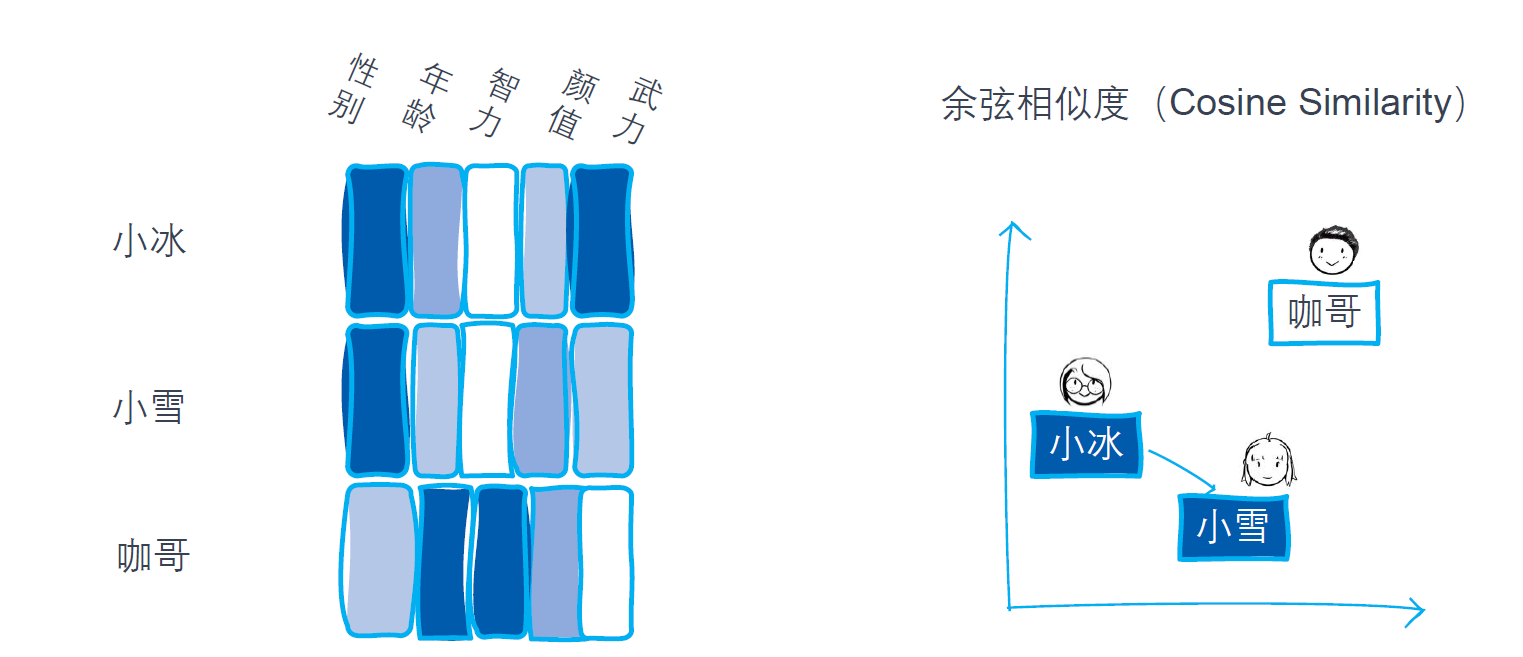 性别
年龄
智力
颜值
武力
余弦相似度（Cosine Similarity）
小冰
小雪
咖哥
咖哥
小冰
小雪